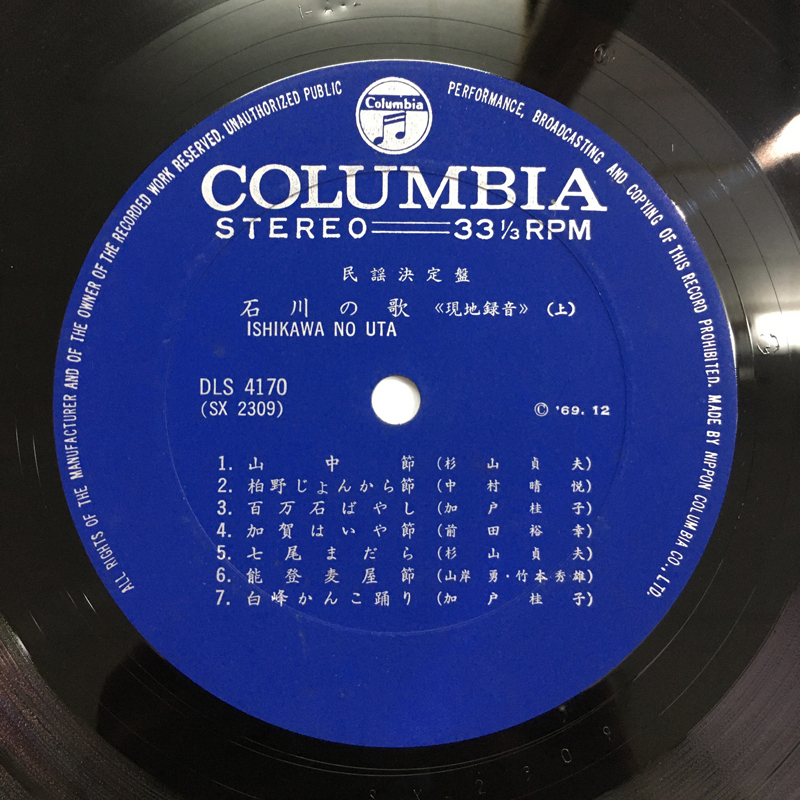 Columbia
ALL RIGHTS OF THE MANUFACTURER AND OF THE OWNER OF THE RECORDED WORK RESERVED. UNAUTHORIZED PUBLIC PERFORMANCE, BROADCASTING AND COPYING OF THIS RECORD PROHIBITED. MADE BY NIPPON COLUMBIA CO., LTD.
COLUMBIA
STEREO 33⅓ RPM
民謡決定盤
石川の歌 《現地録音》 (上)
ISHIKAWA NO UTA
DLS 4170
(SX 2309)
© '69. 12
1. 山中節 (杉山貞夫)
2. 柏野じょんから節 (中村晴悦)
3. 百万石ばやし (加戸桂子)
4. 加賀はいや節 (前田裕幸)
5. 七尾まだら (杉山貞夫)
6. 能登麦屋節 (山岸勇・竹本秀雄)
7. 白峰かんこ踊り (加戸桂子)